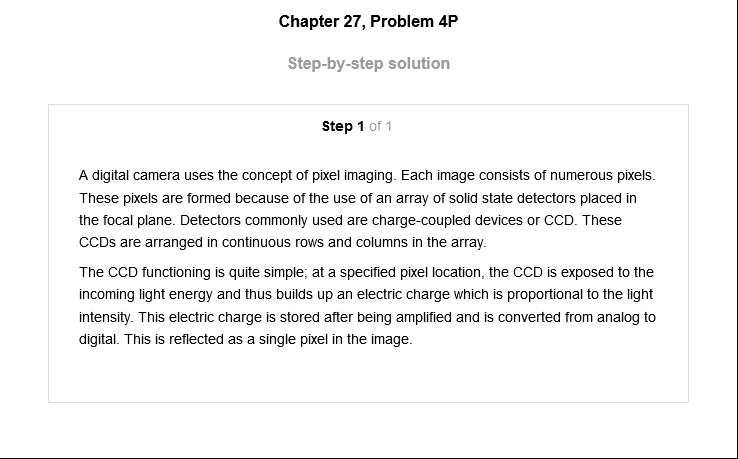 Chapter 27, Problem 4P
Step-by-step solution
Step 1 of 1
A digital camera uses the concept of pixel imaging. Each image consists of numerous pixels.
These pixels are formed because of the use of an array of solid state detectors placed in
the focal plane. Detectors commonly used are charge-coupled devices or CCD. These
CCDs are arranged in continuous rows and columns in the array.
The CCD functioning is quite simple; at a specified pixel location, the CCD is exposed to the
incoming light energy and thus builds up an electric charge which is proportional to the light
intensity. This electric charge is stored after being amplified and is converted from analog to
digital. This is reflected as a single pixel in the image.